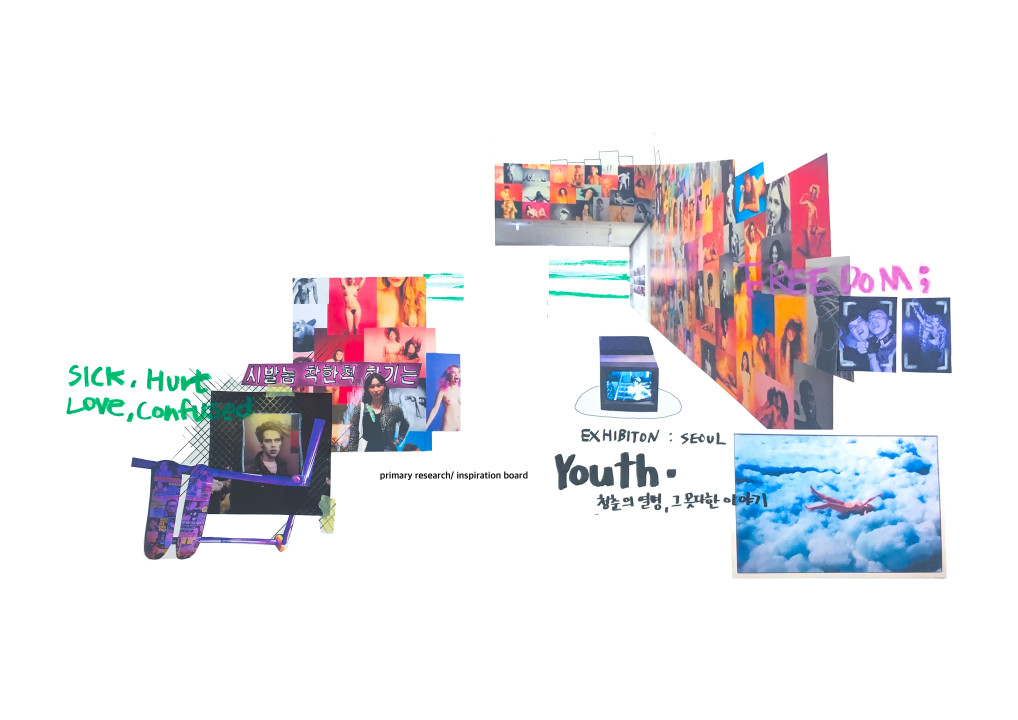 SICK. Hurt
Love, Confused
시발놈 착한척 하기는
primary research/ inspiration board
FREEDOM;
EXHIBITON : SEOUL
Youth.
청춘의 열병, 그 못다한 이야기